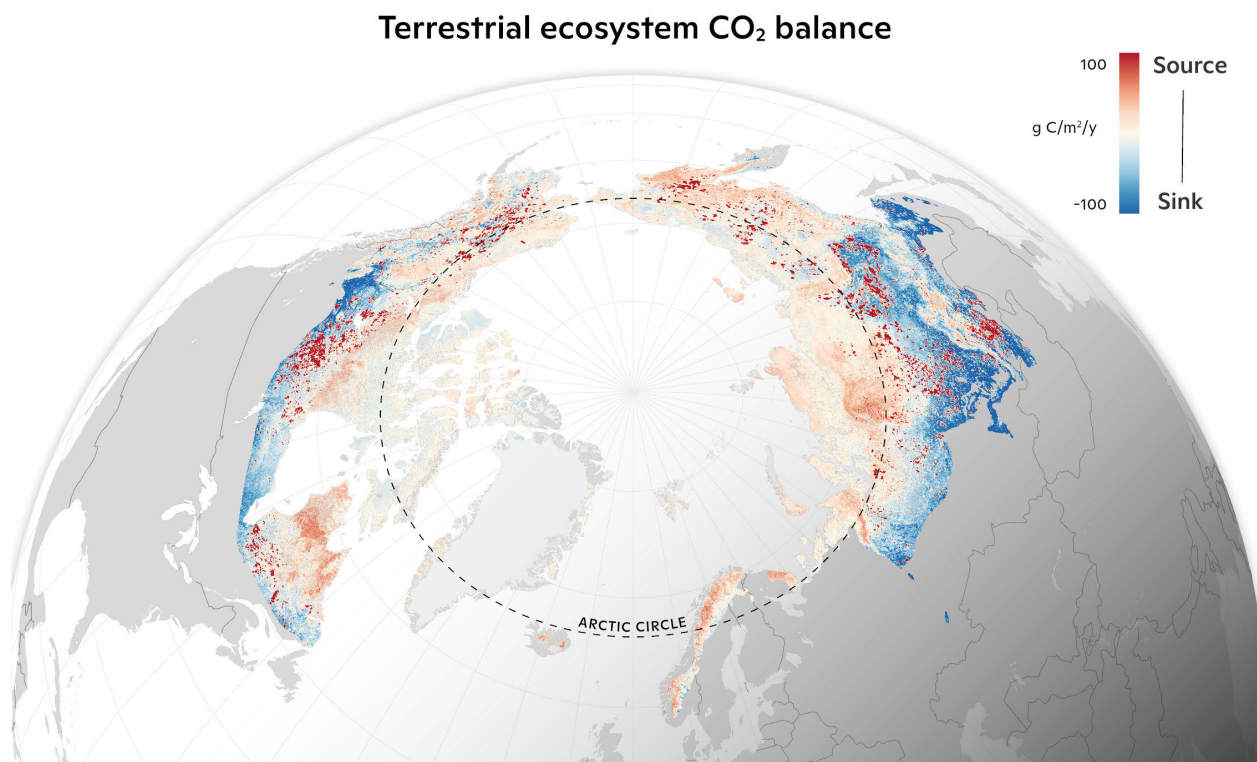 Terrestrial ecosystem CO₂ balance
100
Source
g C/m²/y
-100
Sink
ARCTIC CIRCLE